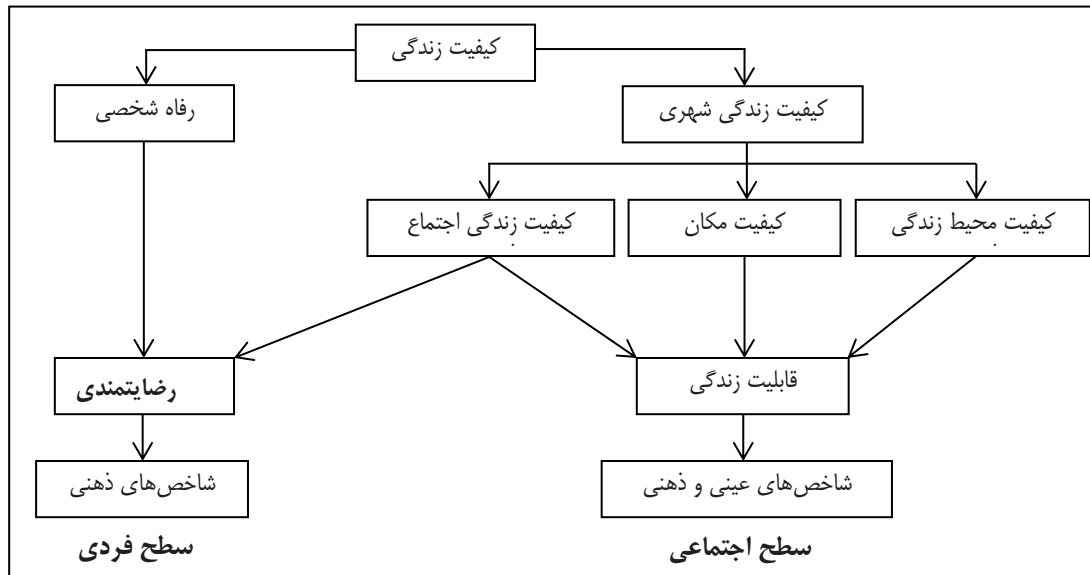 کیفیت زندگی
رفاه شخصی
کیفیت زندگی شهری
کیفیت زندگی اجتماع
کیفیت مکان
کیفیت محیط زندگی
رضایتمندی
قابلیت زندگی
شاخص‌های ذهنی
شاخص‌های عینی و ذهنی
سطح فردی
سطح اجتماعی